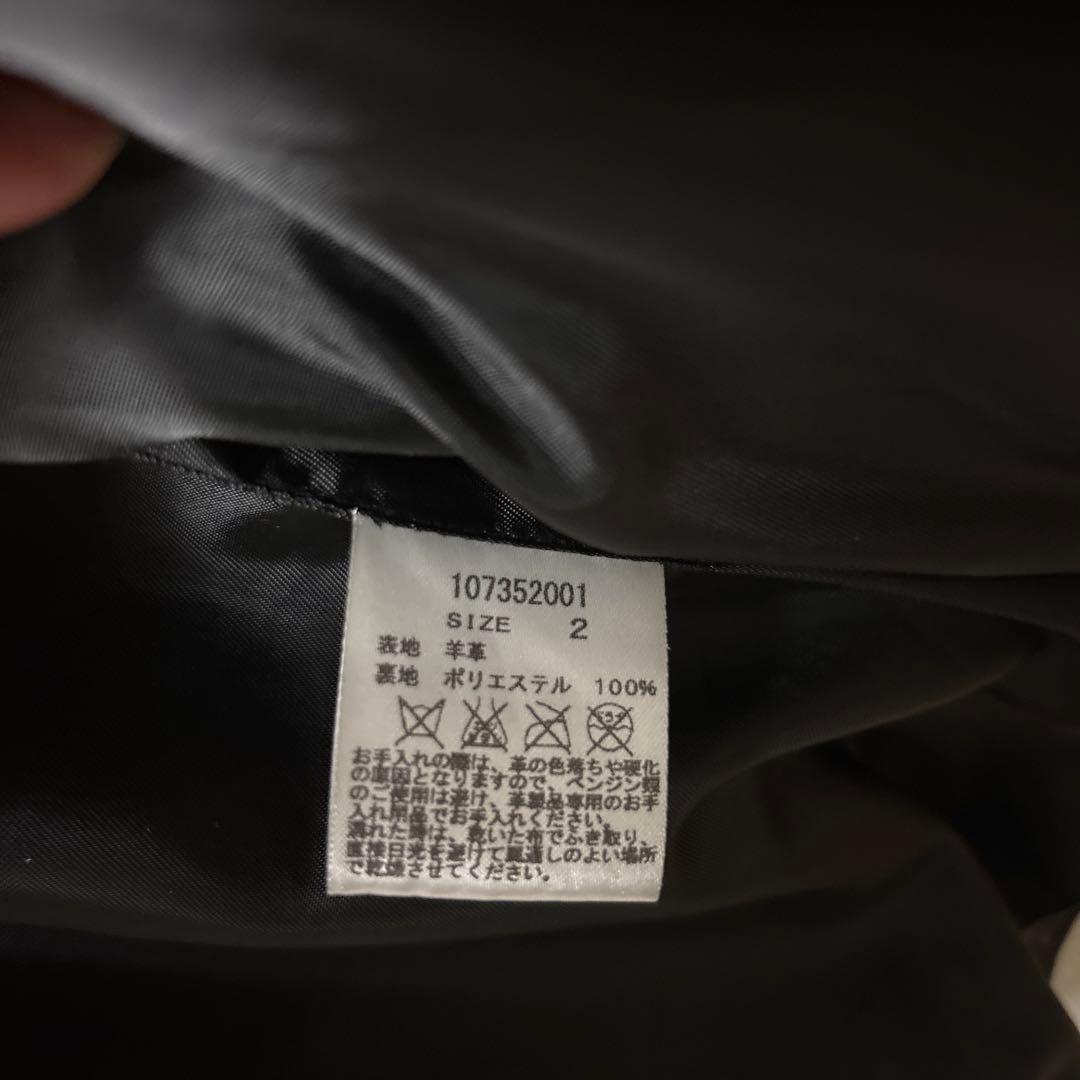 107352001
SIZE 2
表地 羊革
裏地 ポリエステル 100%
お手入れの際は、革の色落ちや硬化
の原因となりますので、ベンジン類
のご使用は避け、革製品専用のお手
入れ用品でお手入れください。
濡れた時は、乾いた布でふき取り、
直接日光を避けて風通しのよい場所
で乾燥させてください。